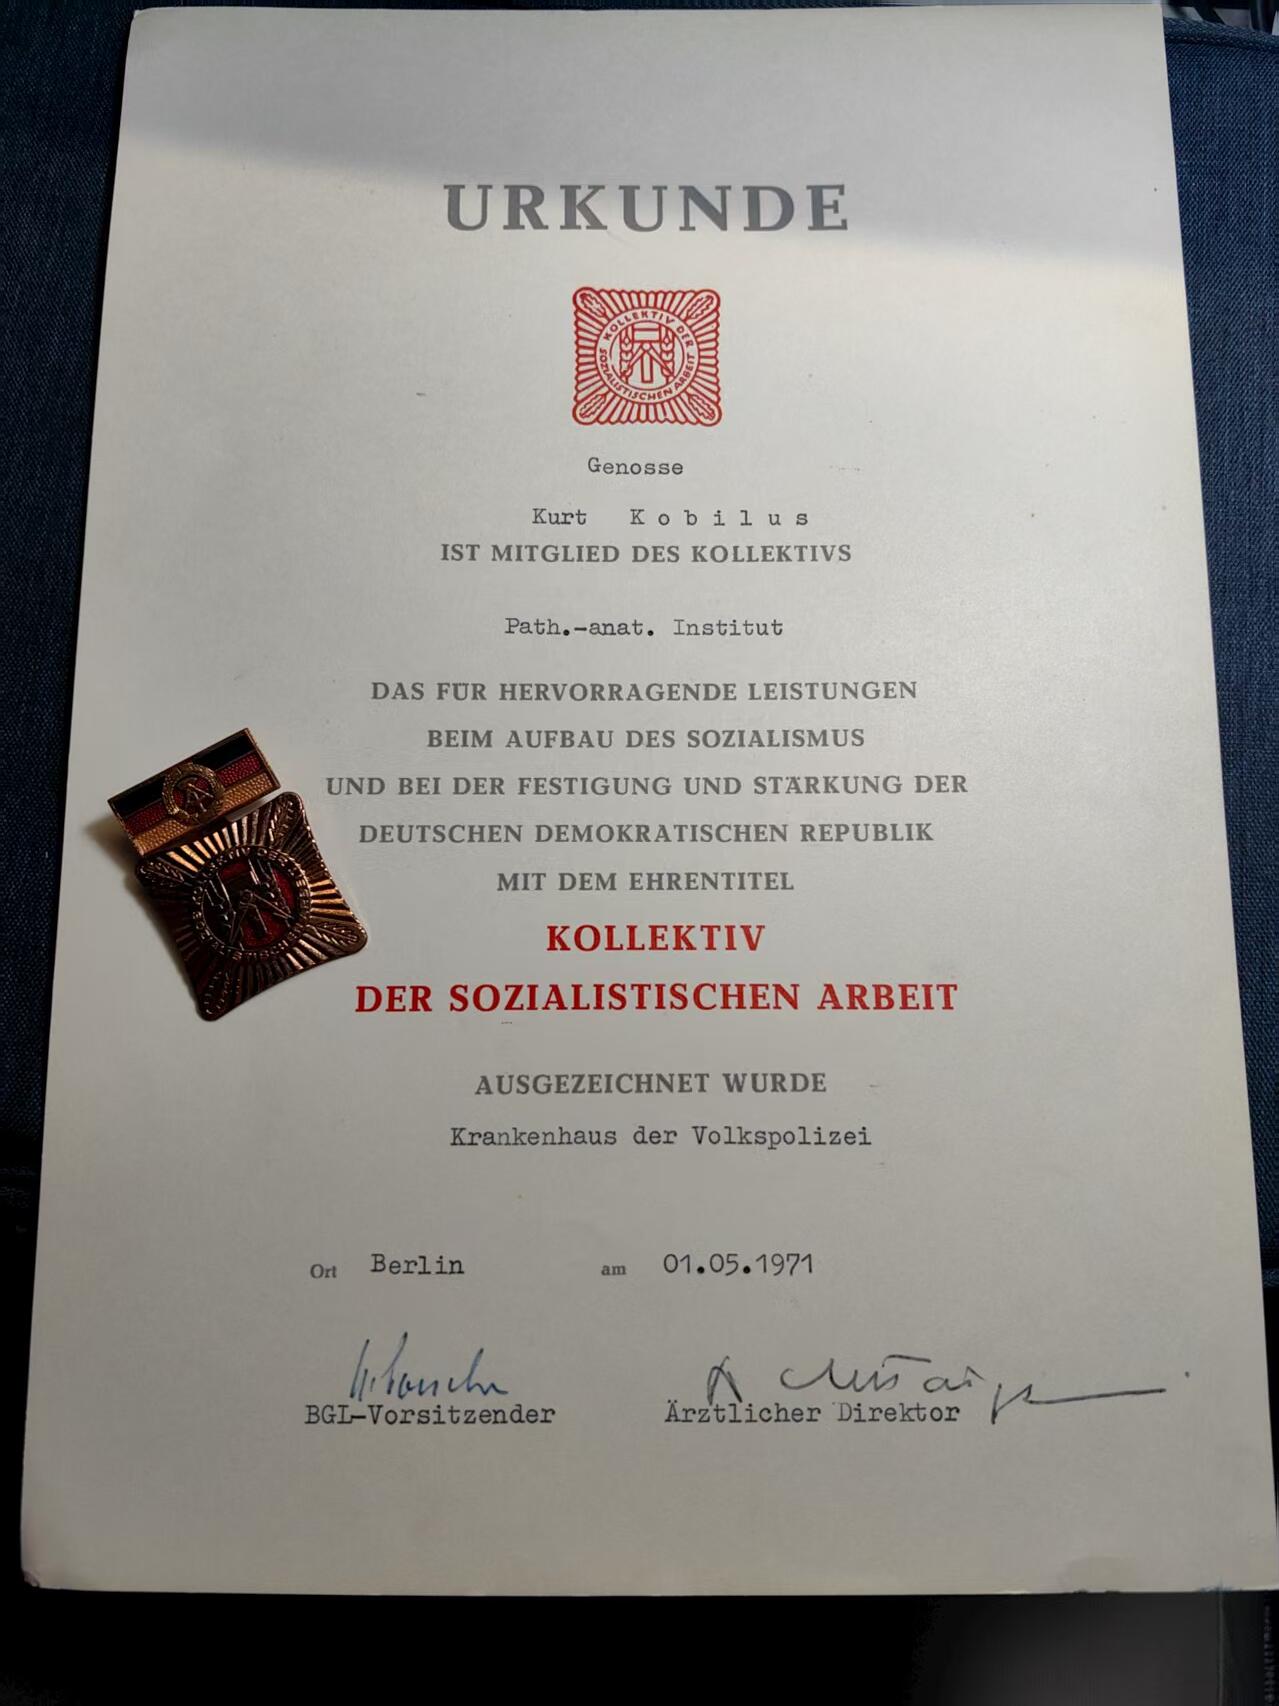 URKUNDE
KOLLEKTIV DER SOZIALISTISCHEN ARBEIT
Genosse
Kurt K o b i l u s
IST MITGLIED DES KOLLEKTIVS
Path.-anat. Institut
DAS FÜR HERVORRAGENDE LEISTUNGEN
BEIM AUFBAU DES SOZIALISMUS
UND BEI DER FESTIGUNG UND STÄRKUNG DER
DEUTSCHEN DEMOKRATISCHEN REPUBLIK
MIT DEM EHRENTITEL
KOLLEKTIV
DER SOZIALISTISCHEN ARBEIT
AUSGEZEICHNET WURDE
Krankenhaus der Volkspolizei
Ort Berlin am 01.05.1971
BGL-Vorsitzender Ärztlicher Direktor